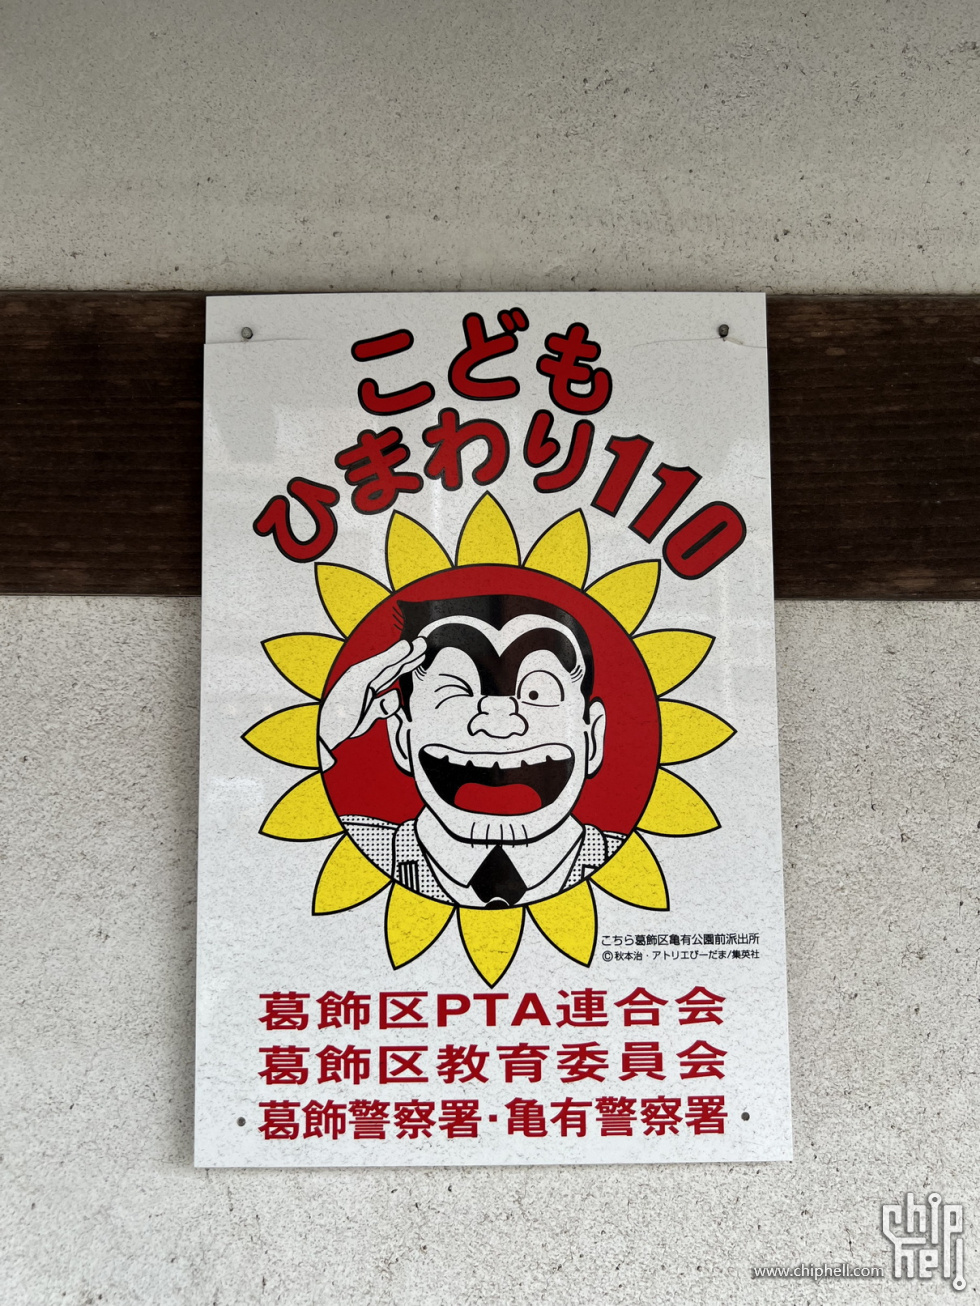 こども
ひまわり110
こちら葛飾区亀有公園前派出所
©秋本治・アトリエびーだま/集英社
葛飾区PTA連合会
葛飾区教育委員会
葛飾警察署・亀有警察署
chip
hell
www.chiphell.com